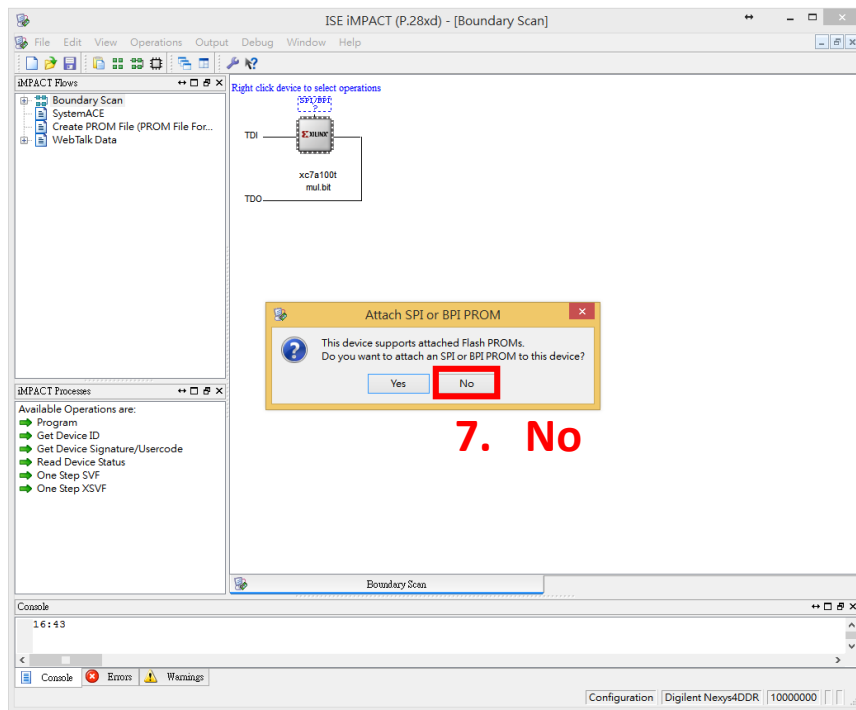 ISE iMPACT (P.28xd) - [Boundary Scan]
File Edit View Operations Output Debug Window Help
iMPACT Flows
Boundary Scan
SystemACE
Create PROM File (PROM File For...
WebTalk Data
Right click device to select operations
SPI/BPI
?
TDI
XILINX
xc7a100t
mul.bit
TDO
Attach SPI or BPI PROM
This device supports attached Flash PROMs.
Do you want to attach an SPI or BPI PROM to this device?
Yes No
7. No
iMPACT Processes
Available Operations are:
Program
Get Device ID
Get Device Signature/Usercode
Read Device Status
One Step SVF
One Step XSVF
Boundary Scan
Console
16:43
Console Errors Warnings
Configuration Digilent Nexys4DDR 10000000